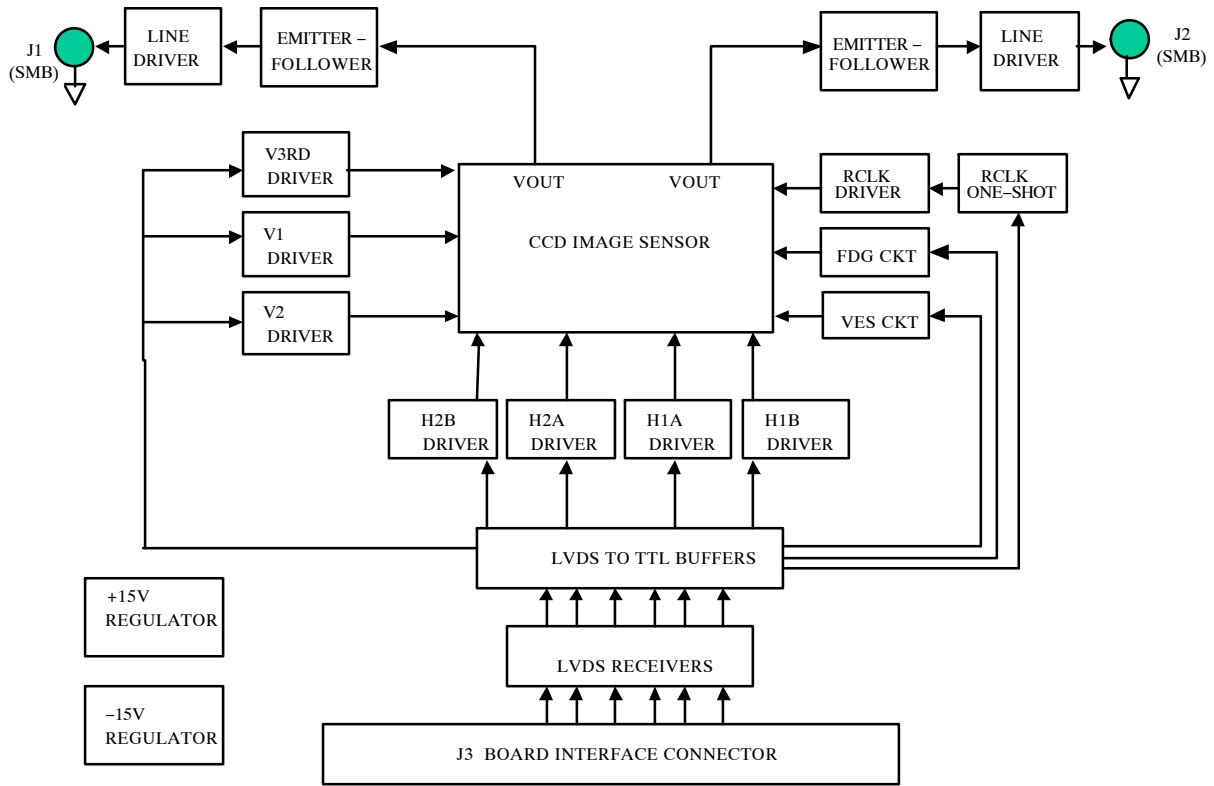 J1
(SMB)
LINE
DRIVER
EMITTER –
FOLLOWER
EMITTER –
FOLLOWER
LINE
DRIVER
J2
(SMB)
V3RD
DRIVER
VOUT
VOUT
RCLK
DRIVER
RCLK
ONE–SHOT
V1
DRIVER
CCD IMAGE SENSOR
FDG CKT
V2
DRIVER
VES CKT
H2B
DRIVER
H2A
DRIVER
H1A
DRIVER
H1B
DRIVER
LVDS TO TTL BUFFERS
+15V
REGULATOR
LVDS RECEIVERS
–15V
REGULATOR
J3 BOARD INTERFACE CONNECTOR